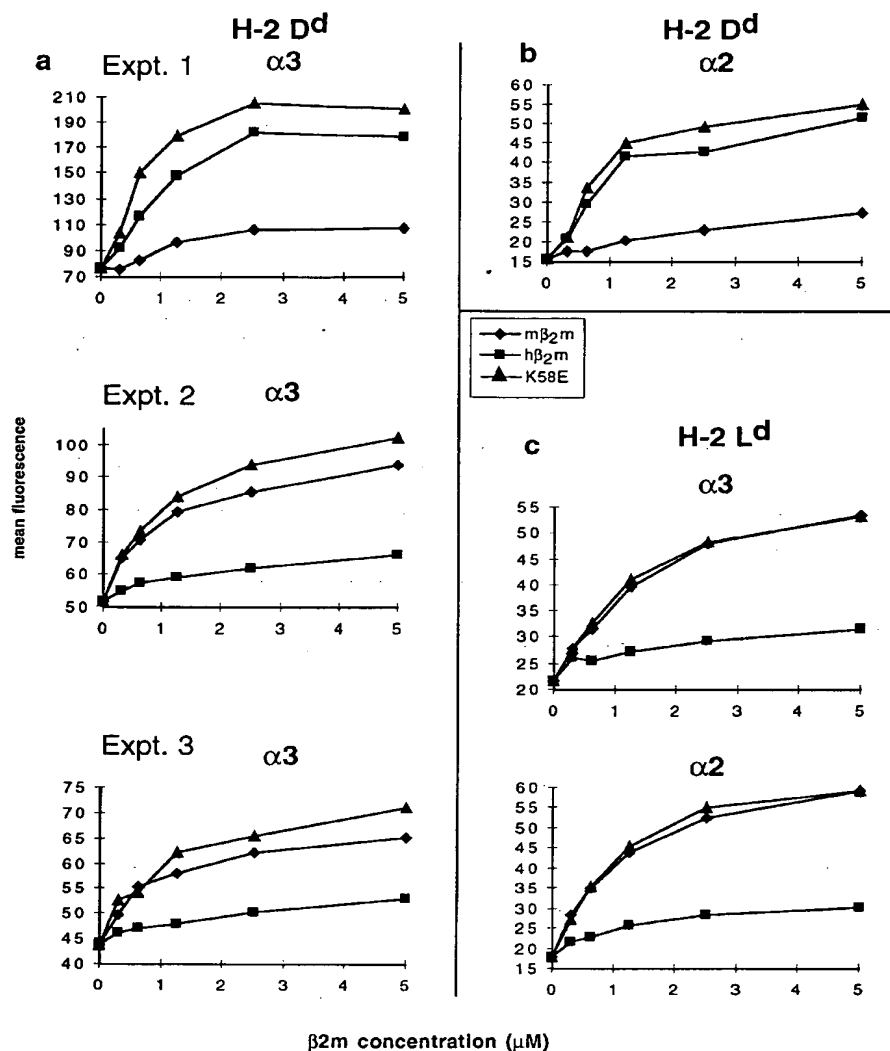 H-2 Dd
a
Expt. 1
α3
210
190
170
150
130
110
90
70
0 1 2 3 4 5
Expt. 2
α3
100
90
80
70
60
50
0 1 2 3 4 5
Expt. 3
α3
75
70
65
60
55
50
45
40
0 1 2 3 4 5
mean fluorescence
H-2 Dd
b
α2
55
50
45
40
35
30
25
20
15
0 1 2 3 4 5
mβ2m
hβ2m
K58E
c
H-2 Ld
α3
55
50
45
40
35
30
25
20
0 1 2 3 4 5
α2
60
55
50
45
40
35
30
25
20
15
0 1 2 3 4 5
β2m concentration (μM)